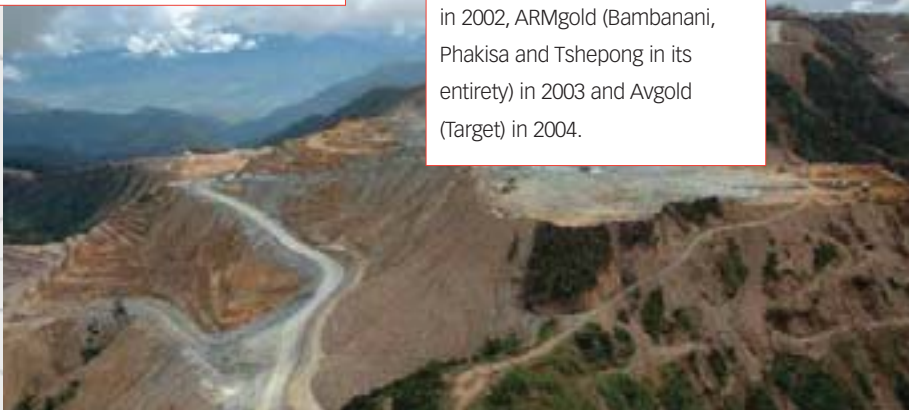 in 2002, ARMgold (Bambanani,
Phakisa and Tshepong in its
entirety) in 2003 and Avgold
(Target) in 2004.